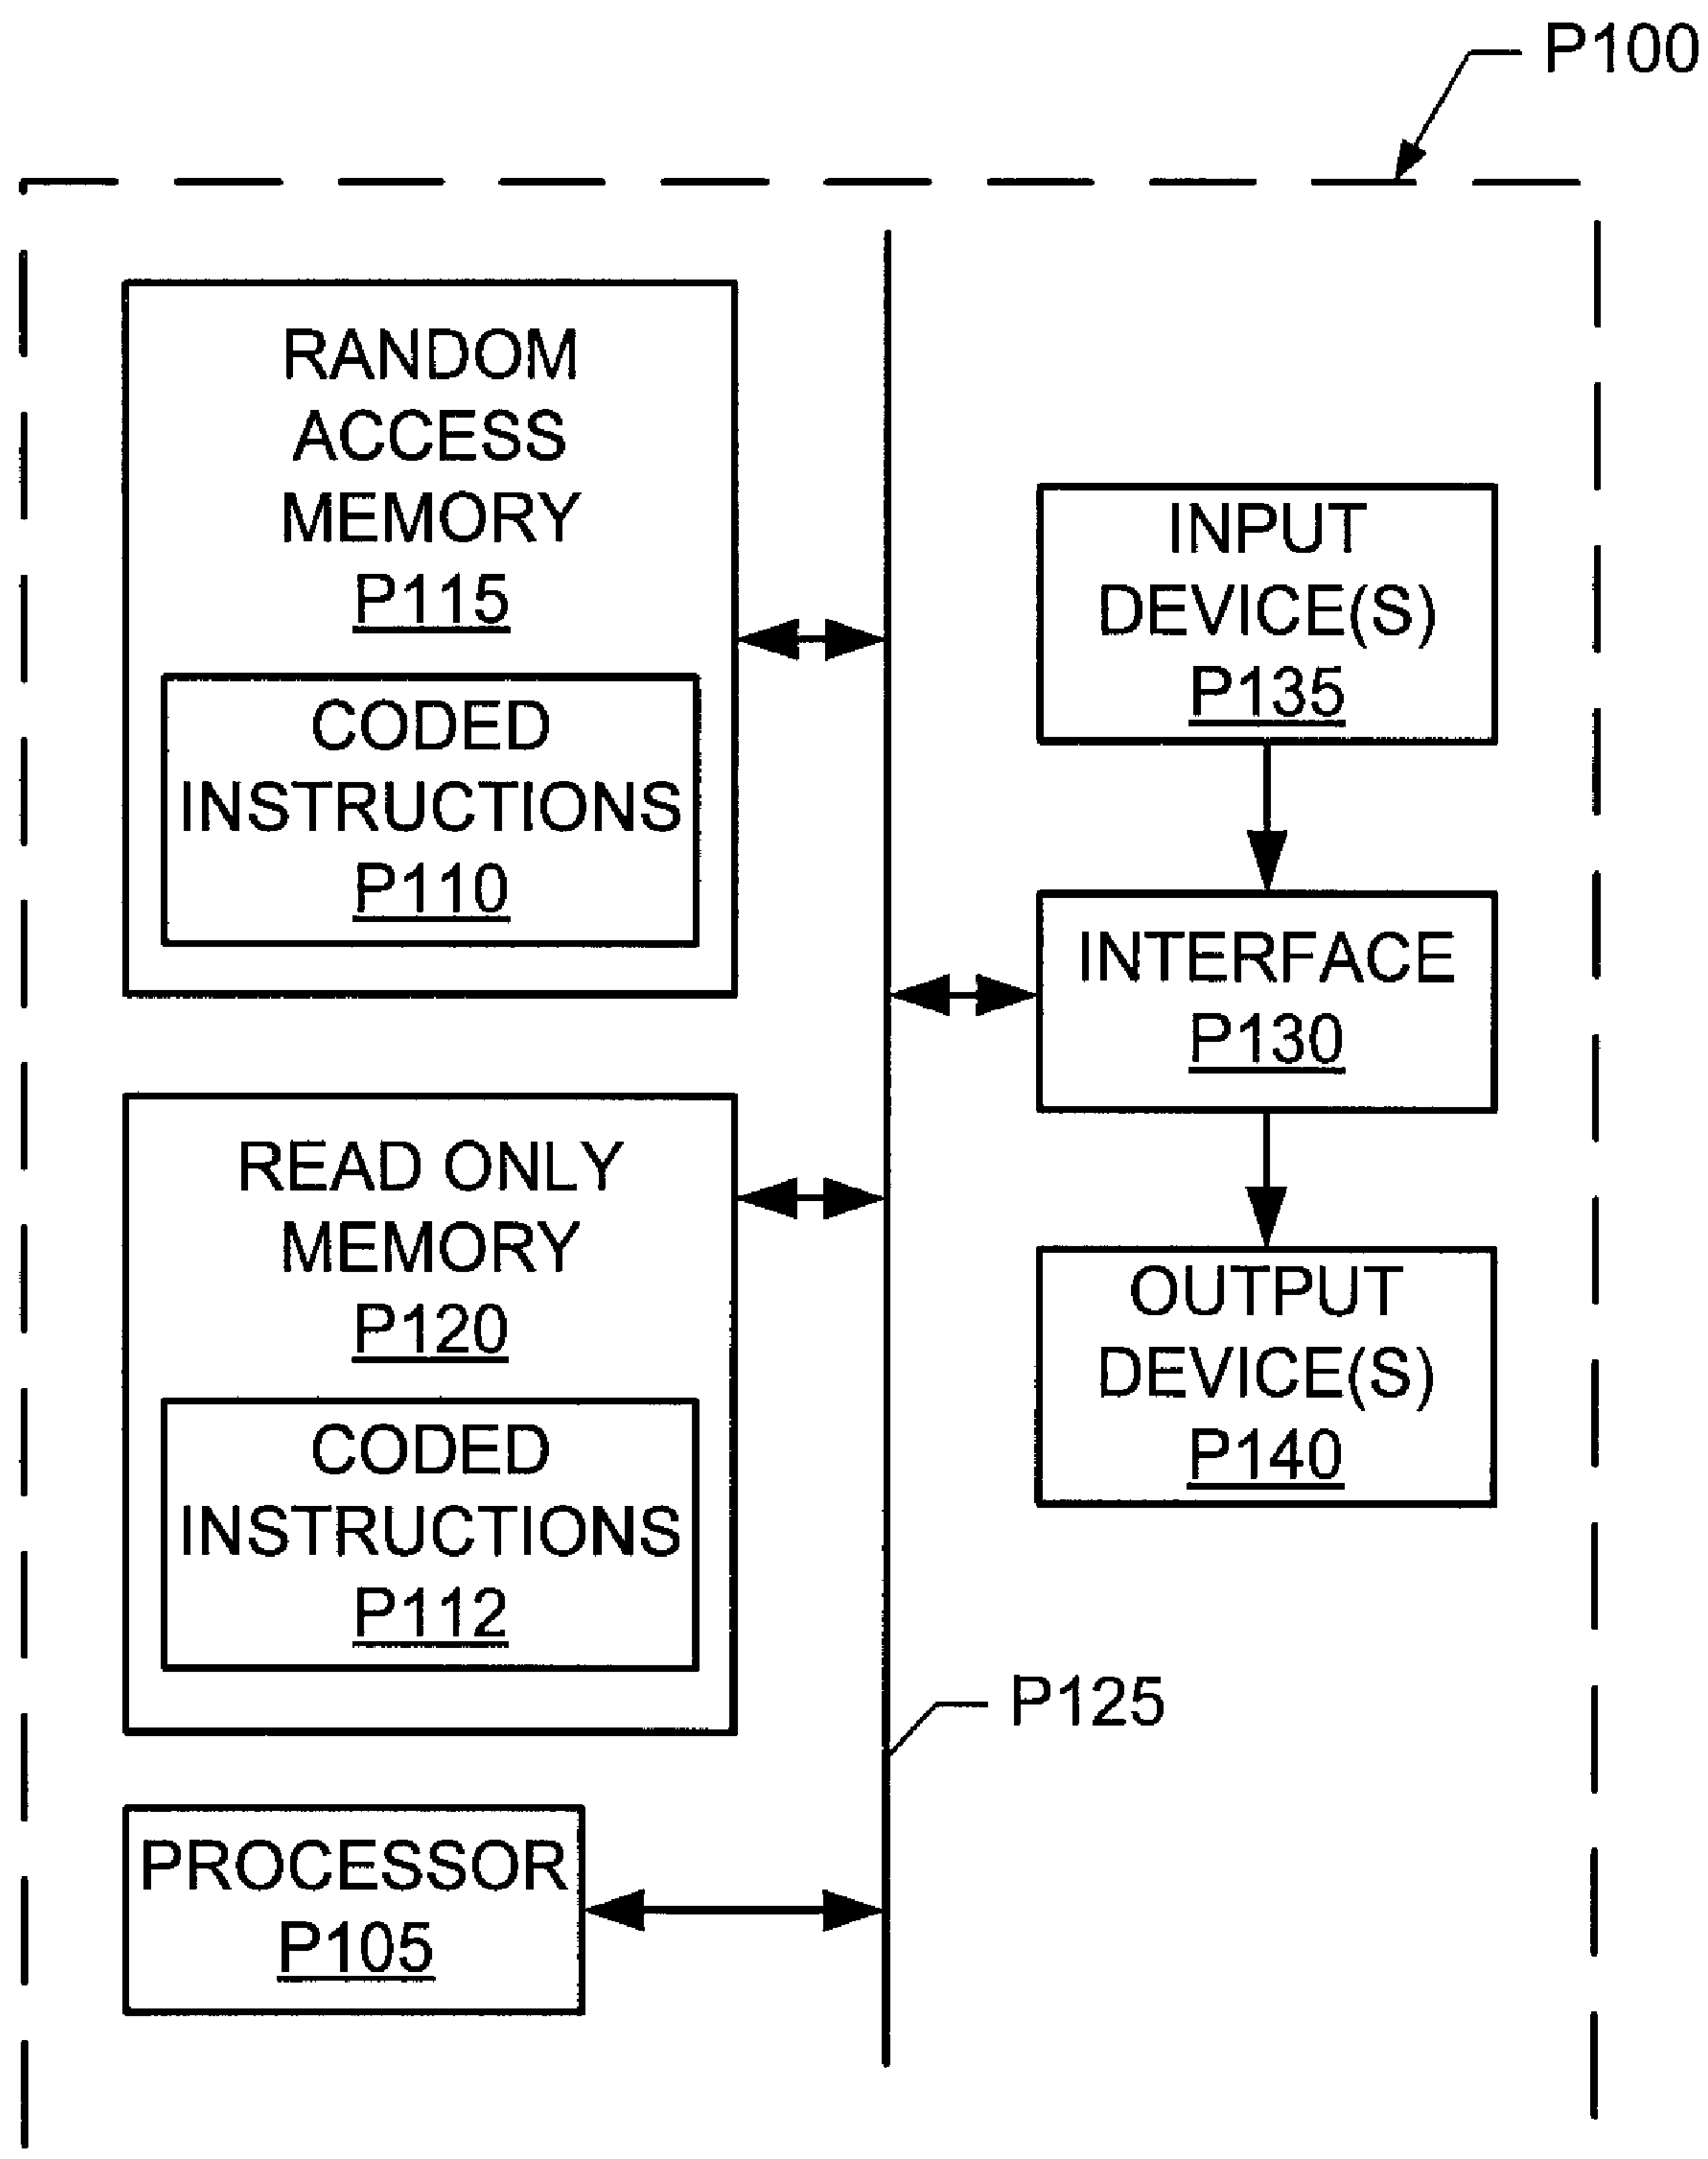 P100
RANDOM
ACCESS
MEMORY
P115
CODED
INSTRUCTIONS
P110
READ ONLY
MEMORY
P120
CODED
INSTRUCTIONS
P112
PROCESSOR
P105
INPUT
DEVICE(S)
P135
INTERFACE
P130
OUTPUT
DEVICE(S)
P140
P125